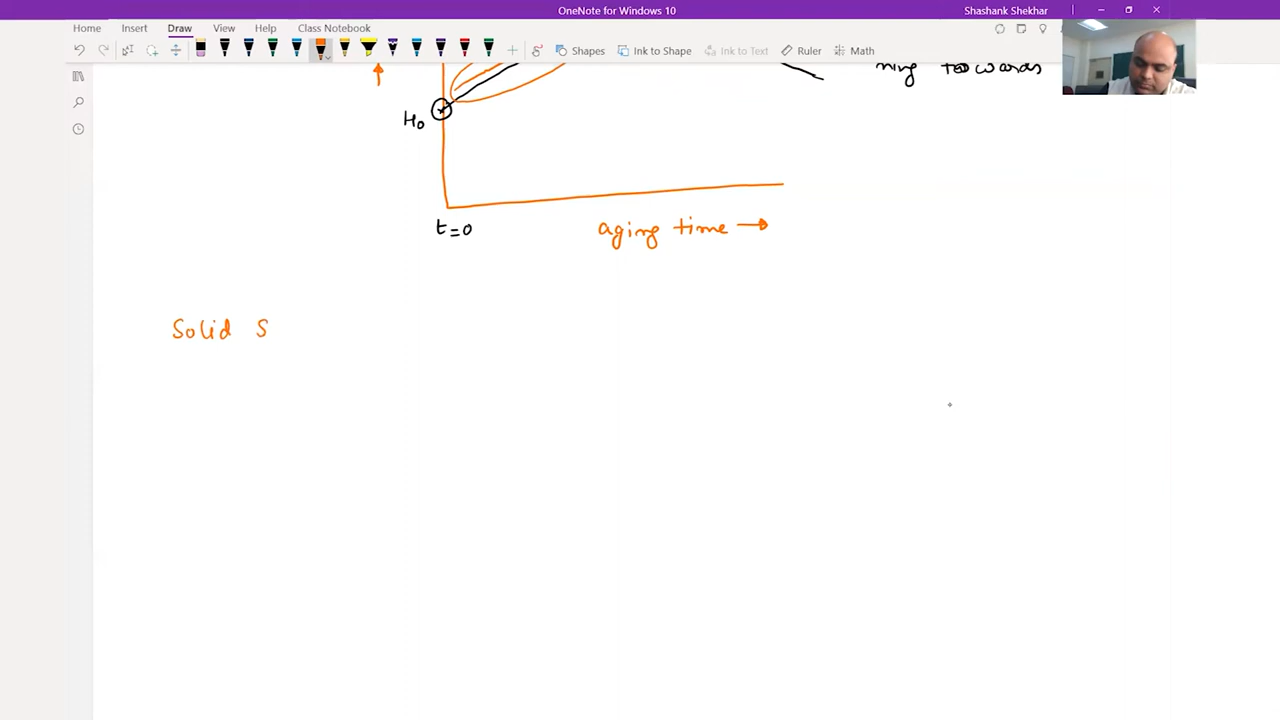 OneNote for Windows 10
Shashank Shekhar
Home Insert Draw View Help Class Notebook
Shapes Ink to Shape Ink to Text Ruler Math
ning towards
H₀
t=0
aging time →
Solid S